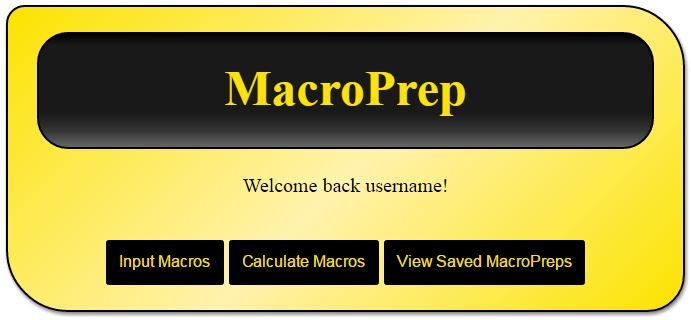 MacroPrep
Welcome back username!
Input Macros Calculate Macros View Saved MacroPreps